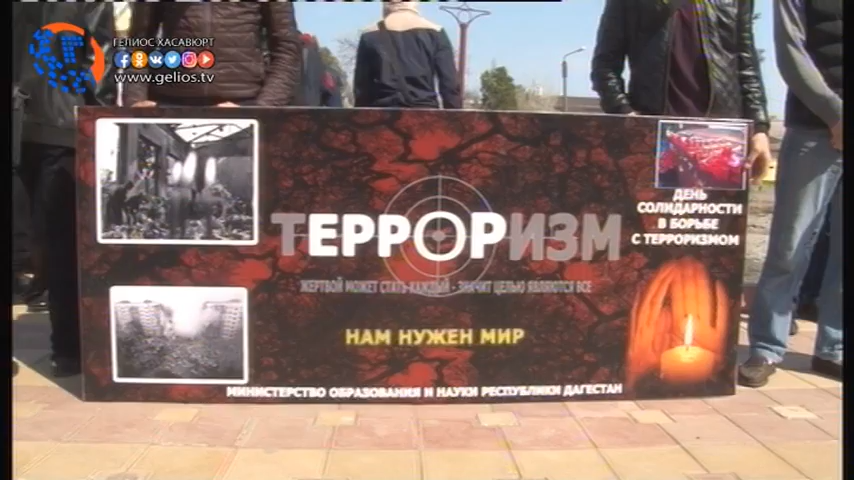 ГЕЛИОС ХАСАВЮРТ
www.gelios.tv
ДЕНЬ
СОЛИДАРНОСТИ
В БОРЬБЕ
С ТЕРРОРИЗМОМ
ТЕРРОРИЗМ
ЖЕРТВОЙ МОЖЕТ СТАТЬ КАЖДЫЙ - ЗНАЧИТ ЦЕЛЬЮ ЯВЛЯЮТСЯ ВСЕ
НАМ НУЖЕН МИР
МИНИСТЕРСТВО ОБРАЗОВАНИЯ И НАУКИ РЕСПУБЛИКИ ДАГЕСТАН